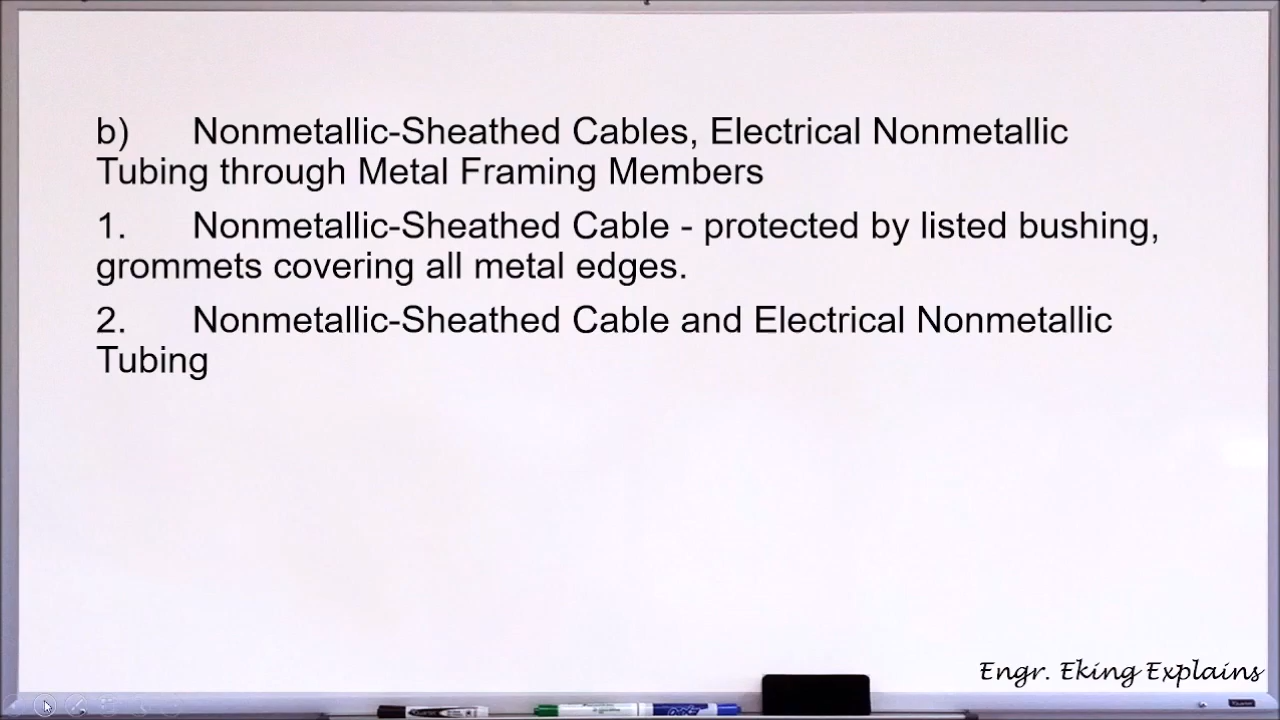 b) Nonmetallic-Sheathed Cables, Electrical Nonmetallic
Tubing through Metal Framing Members
1. Nonmetallic-Sheathed Cable - protected by listed bushing,
grommets covering all metal edges.
2. Nonmetallic-Sheathed Cable and Electrical Nonmetallic
Tubing
Engr. Eking Explains